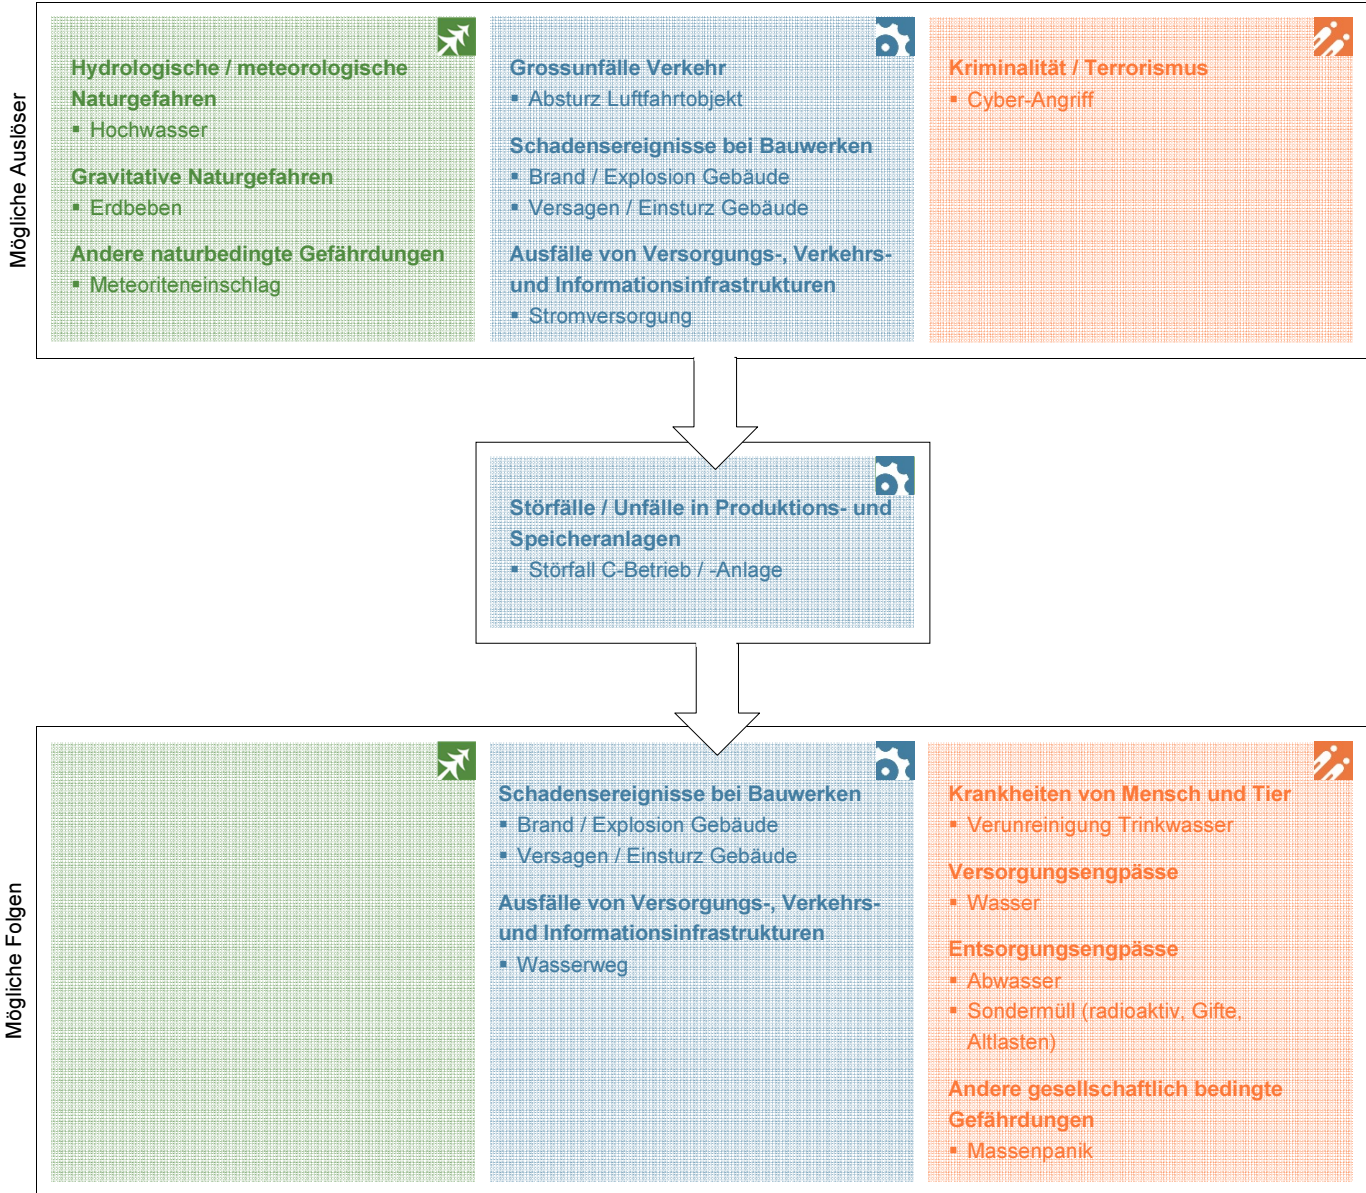 Mögliche Auslöser
Hydrologische / meteorologische
Naturgefahren
▪ Hochwasser
Gravitative Naturgefahren
▪ Erdbeben
Andere naturbedingte Gefährdungen
▪ Meteoriteneinschlag
Grossunfälle Verkehr
▪ Absturz Luftfahrtobjekt
Schadensereignisse bei Bauwerken
▪ Brand / Explosion Gebäude
▪ Versagen / Einsturz Gebäude
Ausfälle von Versorgungs-, Verkehrs-
und Informationsinfrastrukturen
▪ Stromversorgung
Kriminalität / Terrorismus
▪ Cyber-Angriff
Störfälle / Unfälle in Produktions- und
Speicheranlagen
▪ Störfall C-Betrieb / -Anlage
Mögliche Folgen
Schadensereignisse bei Bauwerken
▪ Brand / Explosion Gebäude
▪ Versagen / Einsturz Gebäude
Ausfälle von Versorgungs-, Verkehrs-
und Informationsinfrastrukturen
▪ Wasserweg
Krankheiten von Mensch und Tier
▪ Verunreinigung Trinkwasser
Versorgungsengpässe
▪ Wasser
Entsorgungsengpässe
▪ Abwasser
▪ Sondermüll (radioaktiv, Gifte,
Altlasten)
Andere gesellschaftlich bedingte
Gefährdungen
▪ Massenpanik